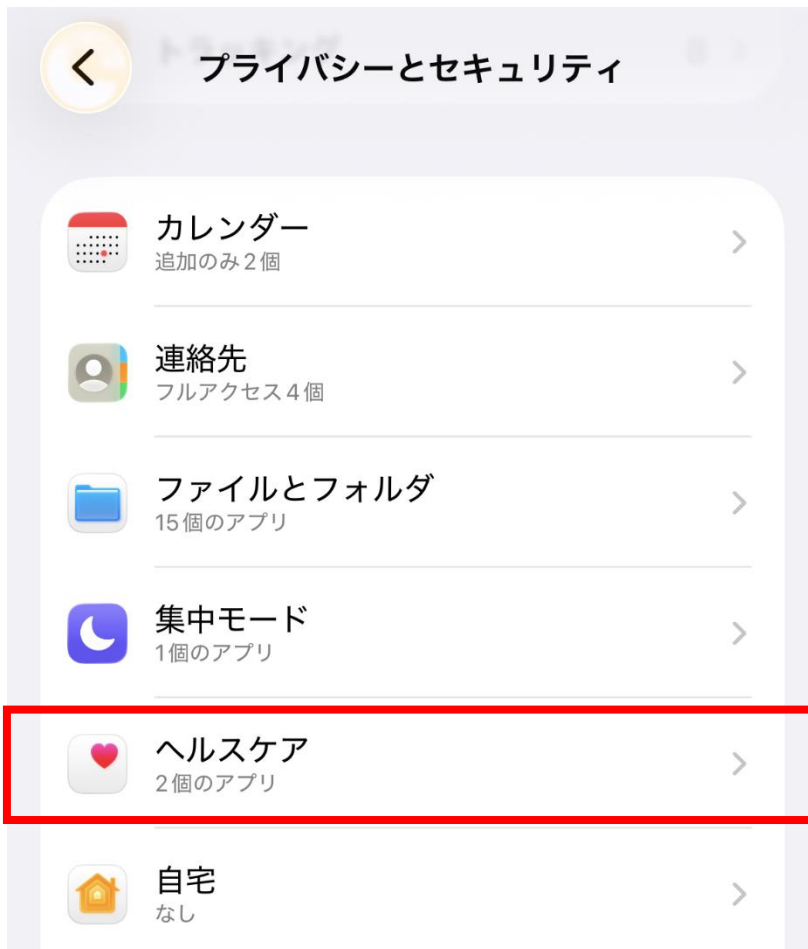 プライバシーとセキュリティ
カレンダー
追加のみ2個
連絡先
フルアクセス4個
ファイルとフォルダ
15個のアプリ
集中モード
1個のアプリ
ヘルスケア
2個のアプリ
自宅
なし